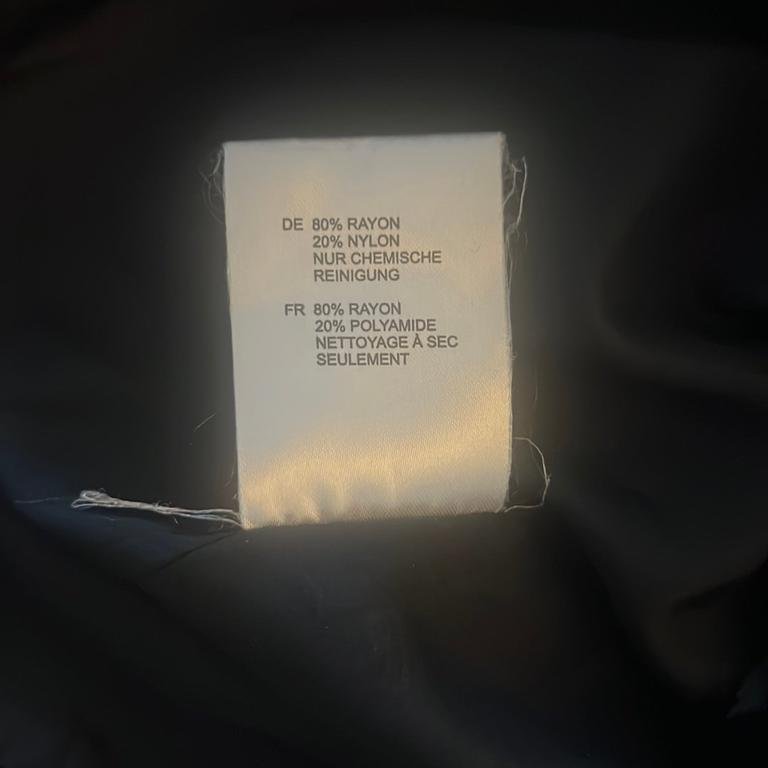 DE 80% RAYON
20% NYLON
NUR CHEMISCHE
REINIGUNG
FR 80% RAYON
20% POLYAMIDE
NETTOYAGE À SEC
SEULEMENT